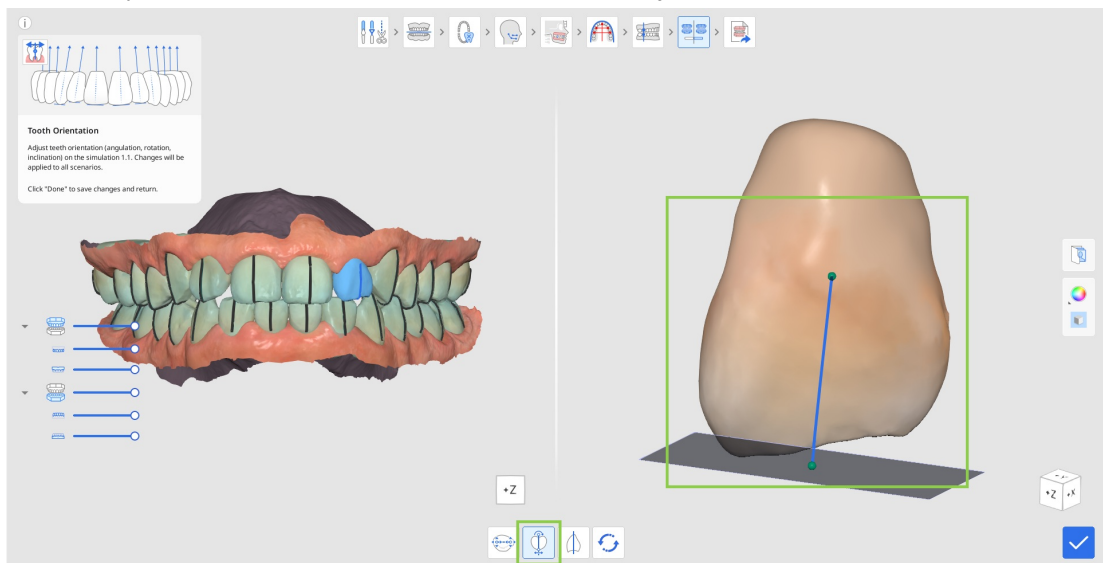 Tooth Orientation
Adjust teeth orientation (angulation, rotation,
inclination) on the simulation 1.1. Changes will be
applied to all scenarios.
Click "Done" to save changes and return.
+Z
+Z
+X